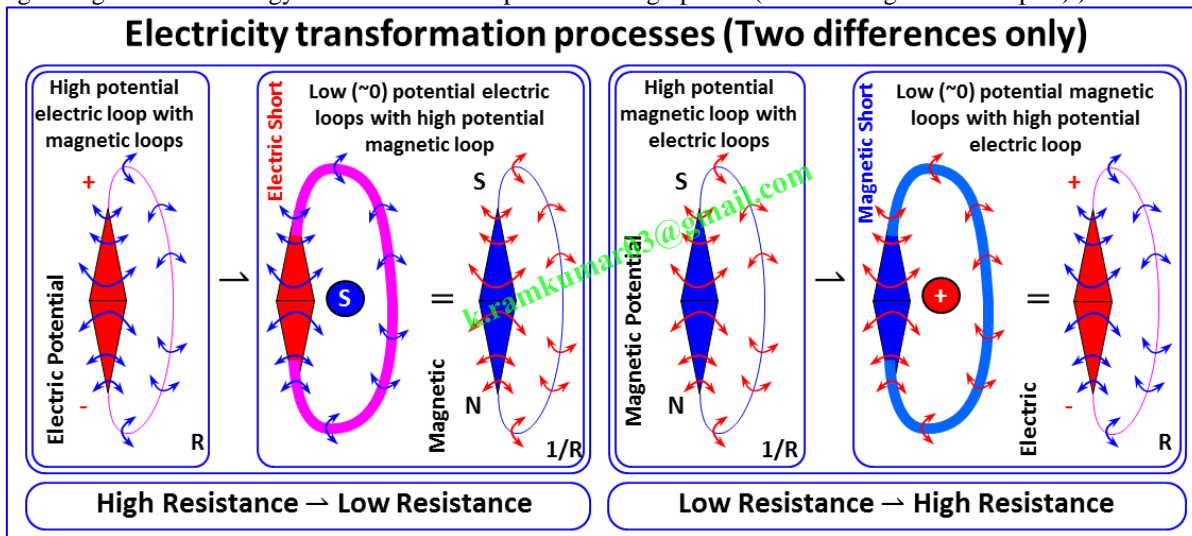 Electricity transformation processes (Two differences only)
High potential
electric loop with
magnetic loops
+
-
Electric Potential
R
⇀
Electric Short
Low (~0) potential electric
loops with high potential
magnetic loop
S
=
S
N
Magnetic
1/R
High Resistance ⇀ Low Resistance
High potential
magnetic loop with
electric loops
S
N
Magnetic Potential
1/R
⇀
Magnetic Short
Low (~0) potential magnetic
loops with high potential
electric loop
+
=
+
-
Electric
R
Low Resistance ⇀ High Resistance
k.ramkumar03@gmail.com